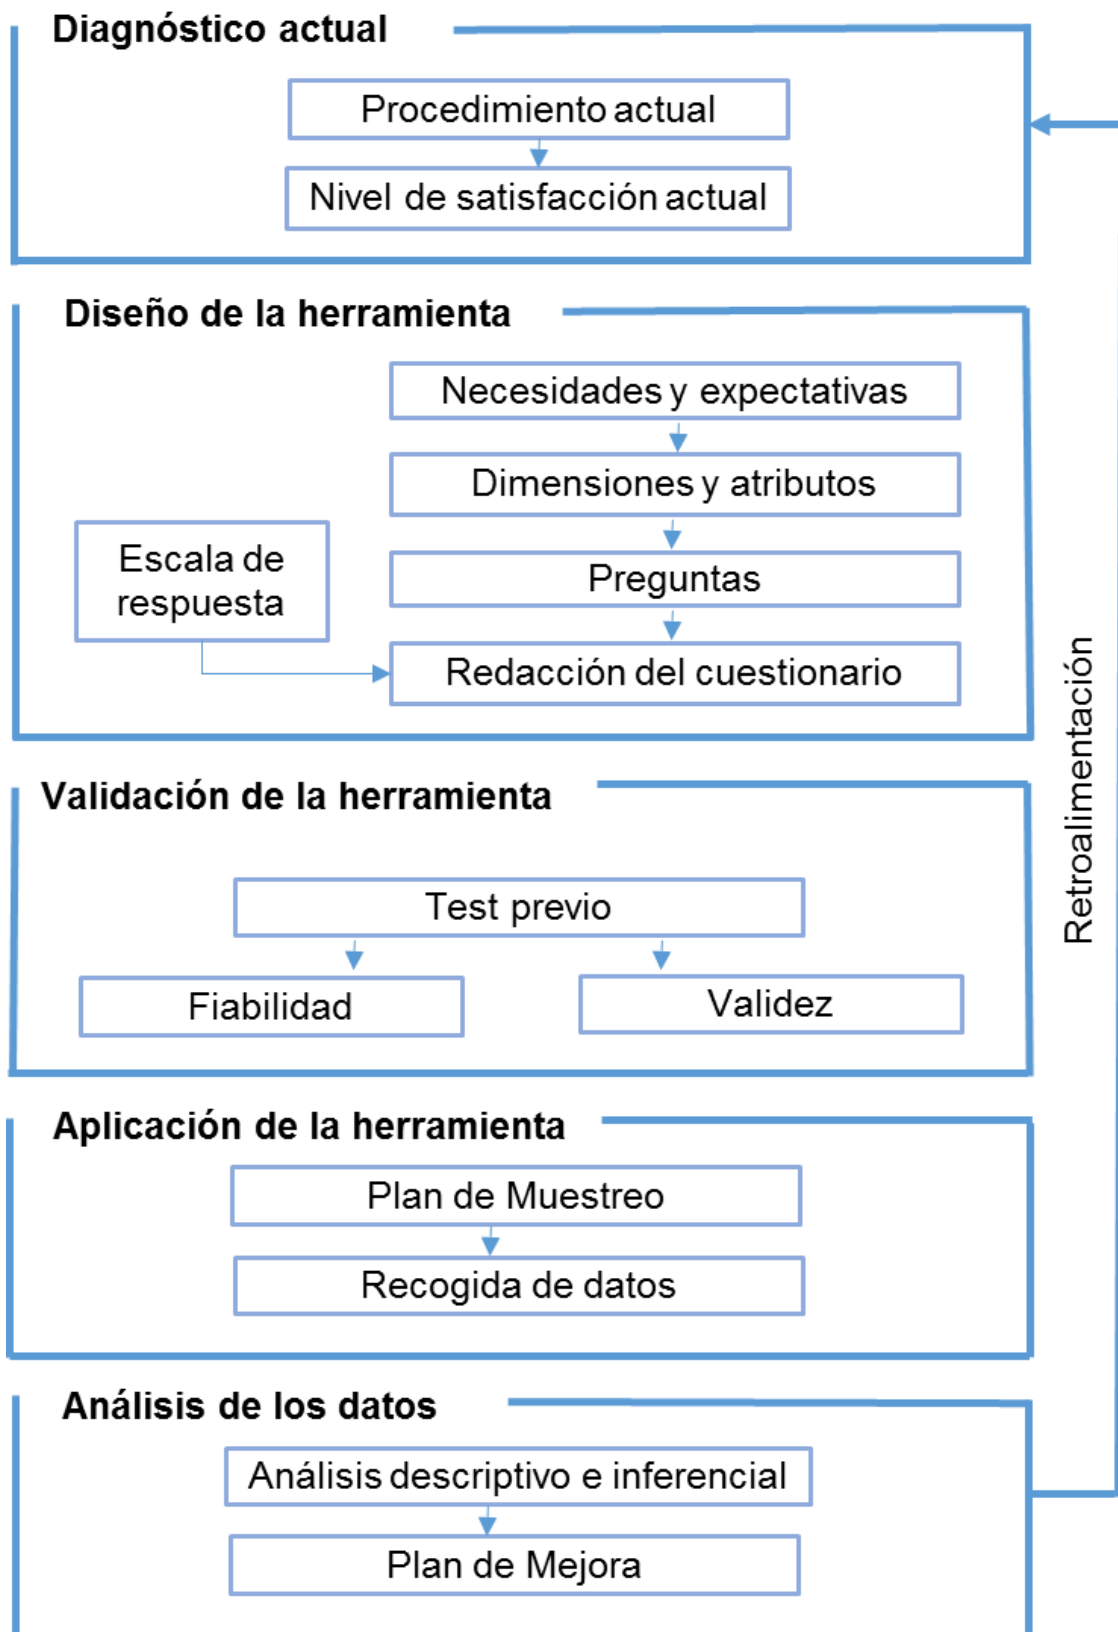 Diagnóstico actual
Procedimiento actual
Nivel de satisfacción actual
Diseño de la herramienta
Necesidades y expectativas
Dimensiones y atributos
Escala de
respuesta
Preguntas
Redacción del cuestionario
Validación de la herramienta
Test previo
Fiabilidad
Validez
Aplicación de la herramienta
Plan de Muestreo
Recogida de datos
Análisis de los datos
Análisis descriptivo e inferencial
Plan de Mejora
Retroalimentación